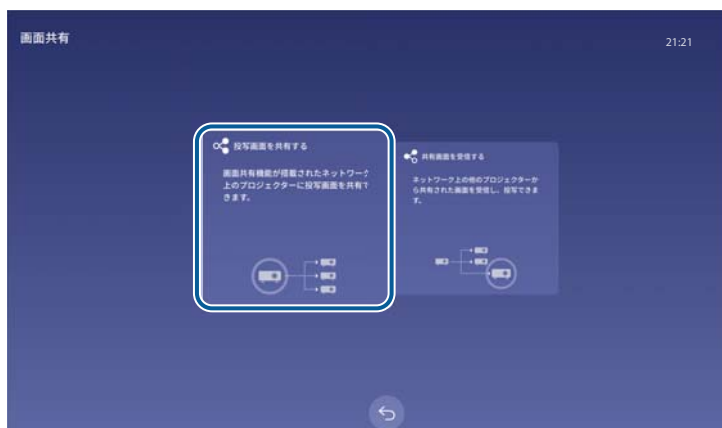 画面共有
21:21
投写画面を共有する
画面共有機能が搭載されたネットワーク
上のプロジェクターに投写画面を共有で
きます。
共有画面を受信する
ネットワーク上の他のプロジェクターか
ら共有された画面を受信し、投写できま
す。